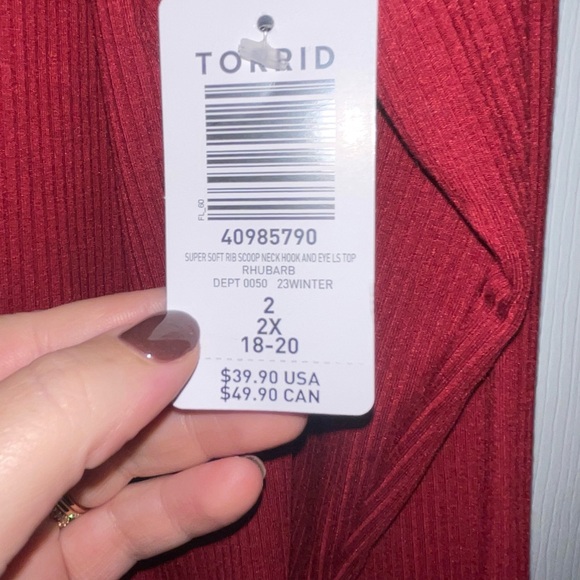 TORRID
FL_60
40985790
SUPER SOFT RIB SCOOP NECK HOOK AND EYE LS TOP
RHUBARB
DEPT 0050 23WINTER
2
2X
18-20
$39.90 USA
$49.90 CAN